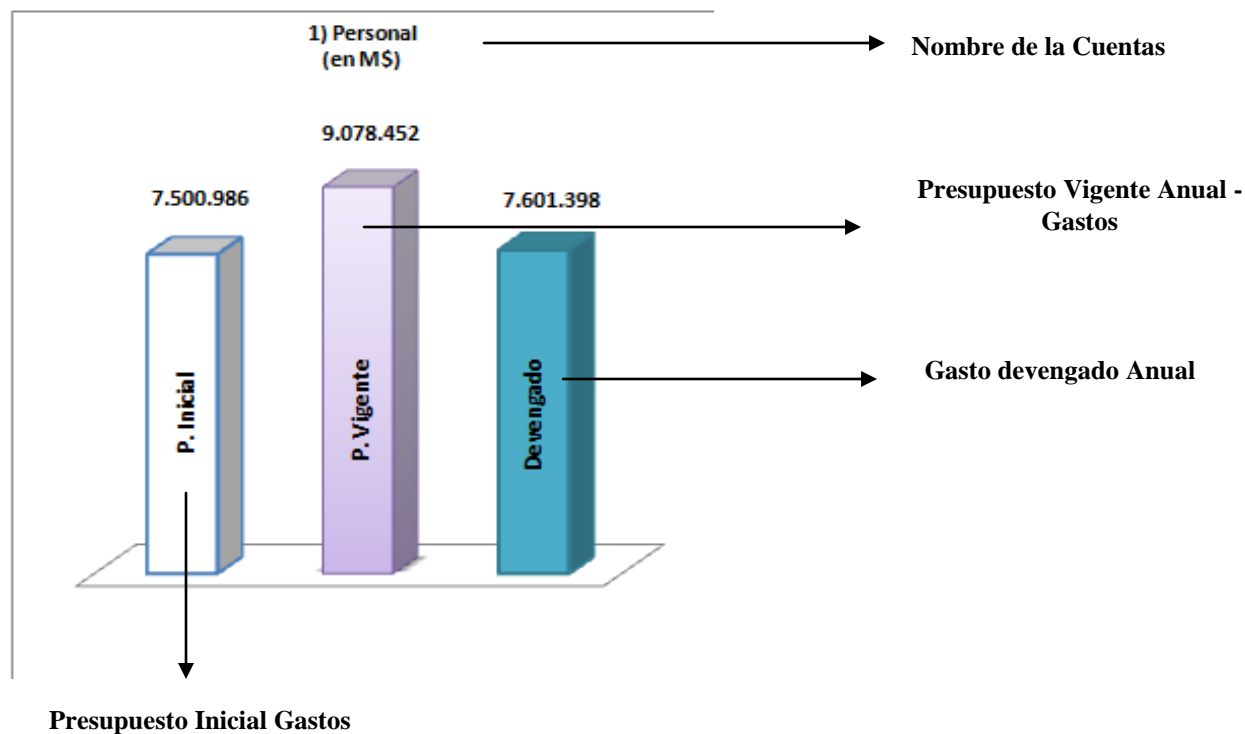 1) Personal
(en M$)
Nombre de la Cuentas
9.078.452
7.500.986
7.601.398
Presupuesto Vigente Anual -
Gastos
P. Inicial
P. Vigente
Devengado
Gasto devengado Anual
Presupuesto Inicial Gastos